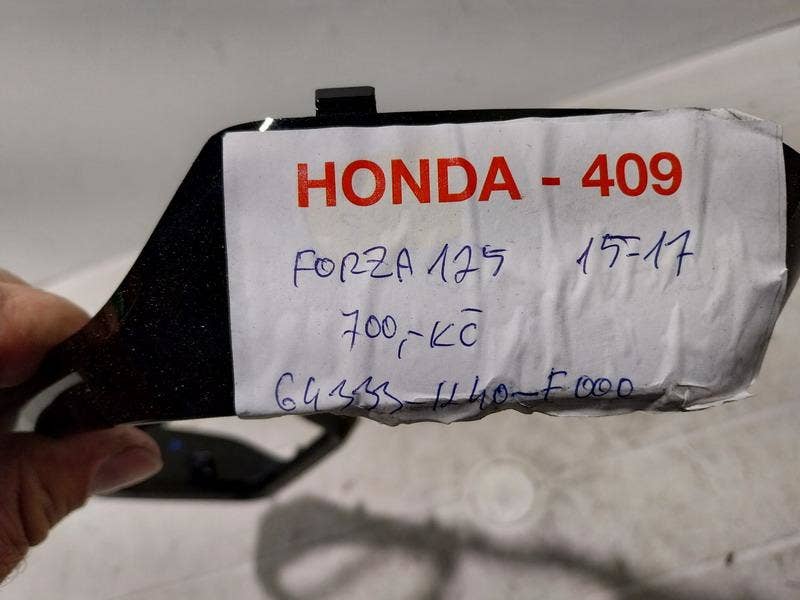 HONDA - 409
FORZA 125 15-17
700,-KČ
64333-K40-F000